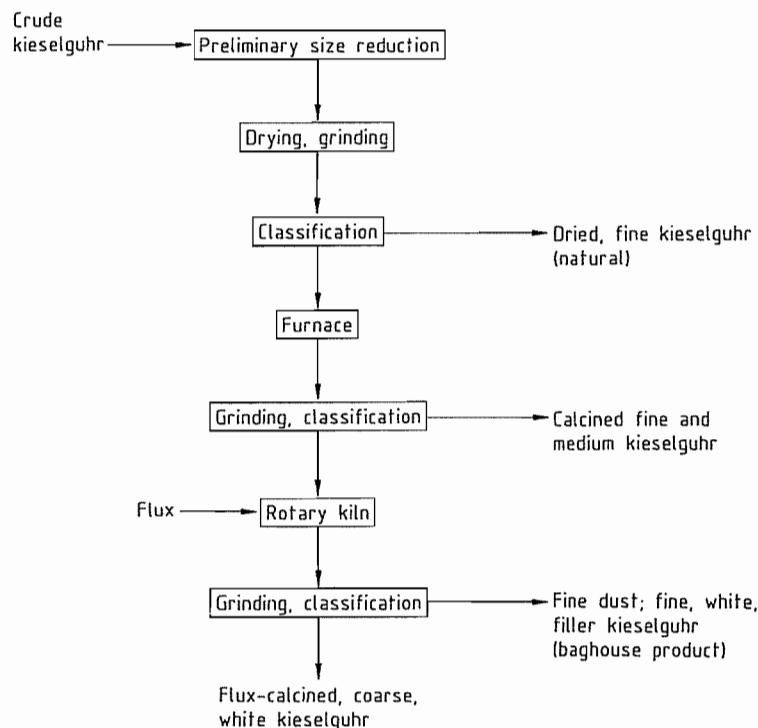 Crude
kieselguhr
Preliminary size reduction
Drying, grinding
Classification
Dried, fine kieselguhr
(natural)
Furnace
Grinding, classification
Calcined fine and
medium kieselguhr
Flux
Rotary kiln
Grinding, classification
Fine dust; fine, white,
filler kieselguhr
(baghouse product)
Flux-calcined, coarse,
white kieselguhr